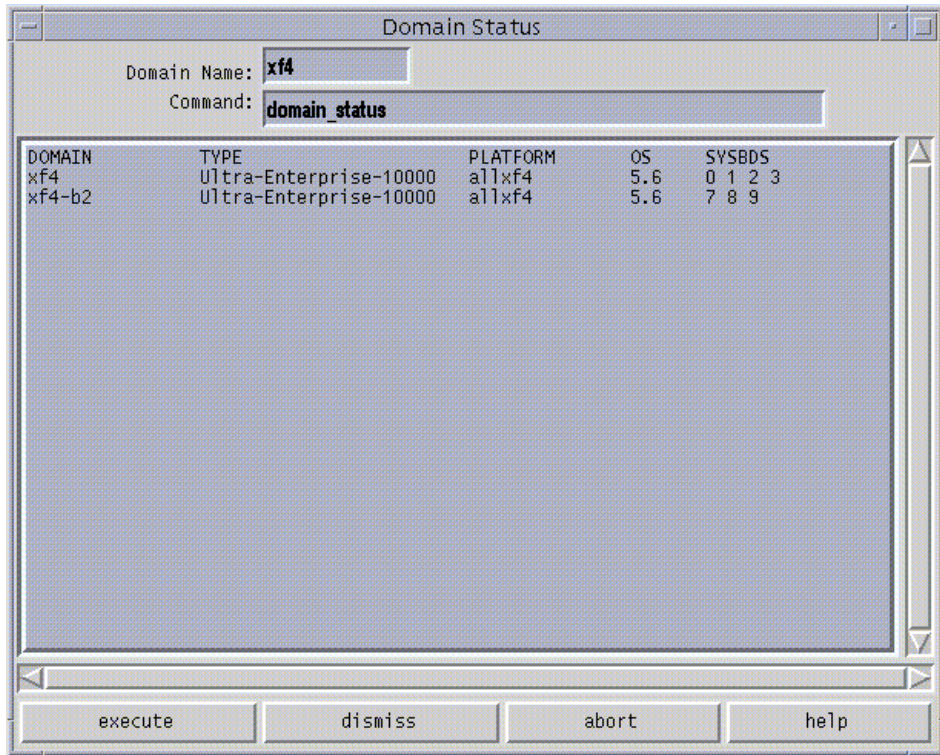 Domain Status
Domain Name: xf4
Command: domain_status
DOMAIN TYPE PLATFORM OS SYSBDS
xf4 Ultra-Enterprise-10000 allxf4 5.6 0 1 2 3
xf4-b2 Ultra-Enterprise-10000 allxf4 5.6 7 8 9
execute dismiss abort help